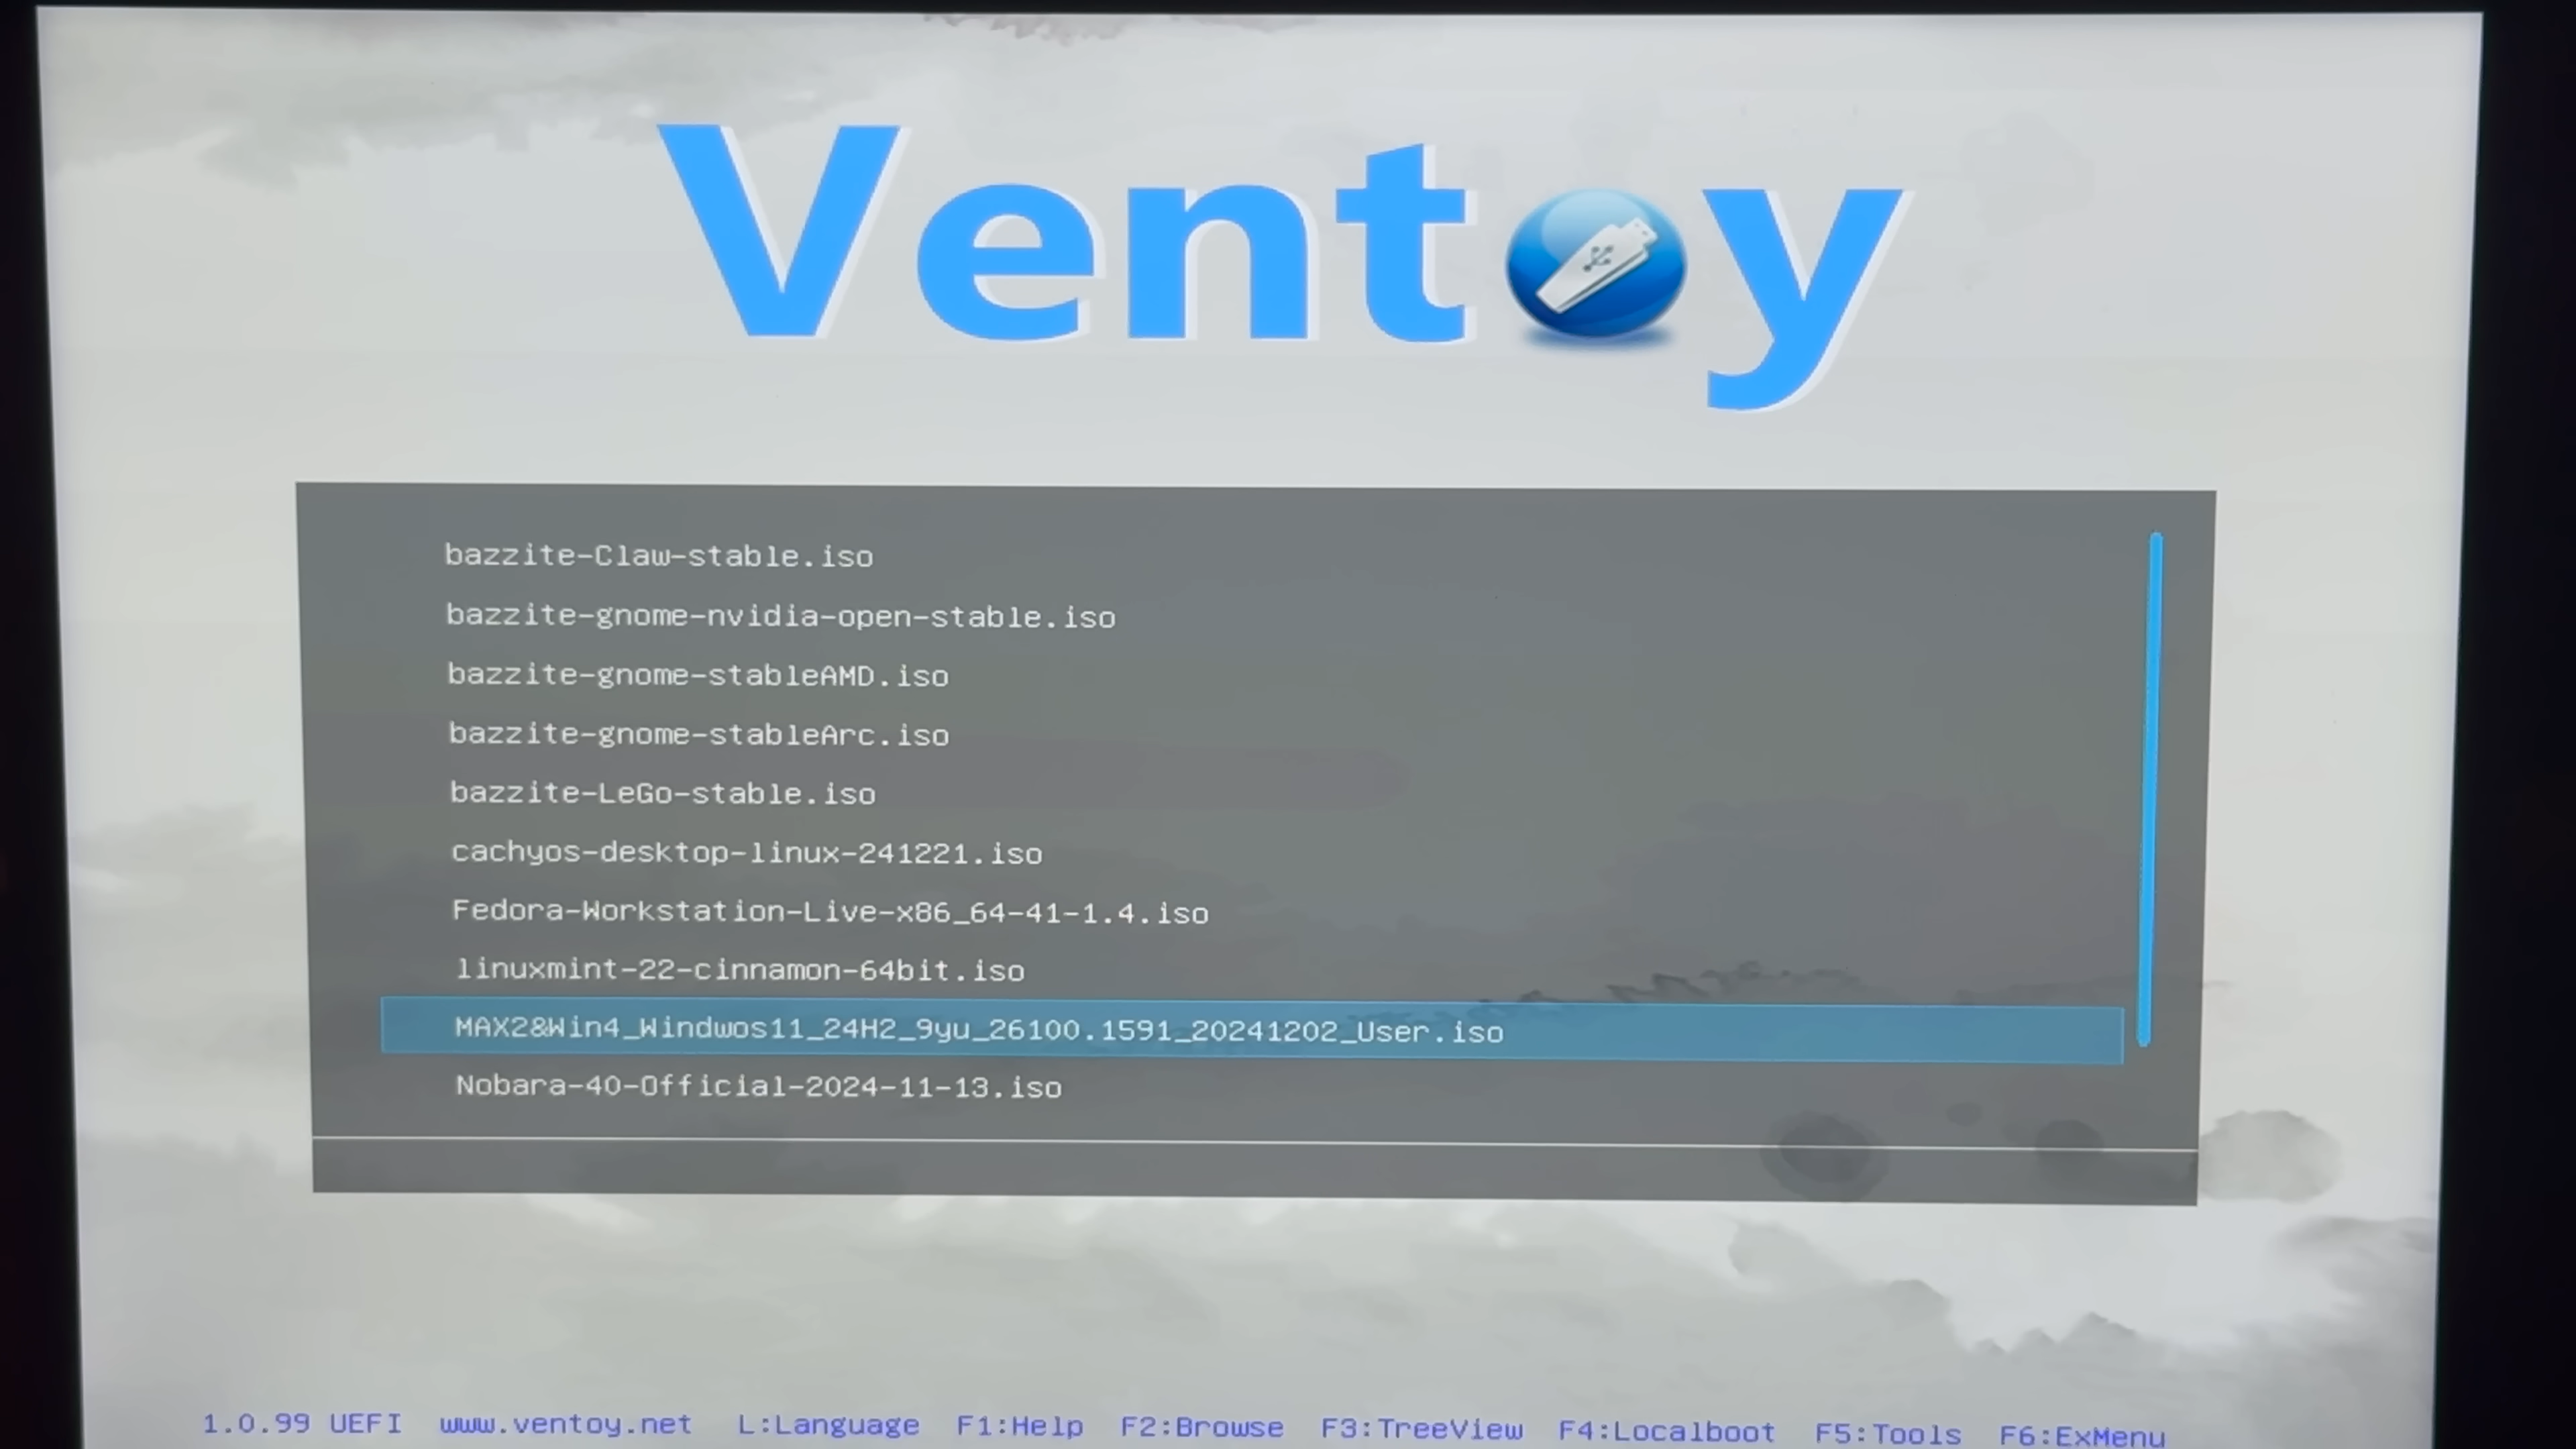 Ventoy
bazzite-Claw-stable.iso
bazzite-gnome-nvidia-open-stable.iso
bazzite-gnome-stableAMD.iso
bazzite-gnome-stableArc.iso
bazzite-LeGo-stable.iso
cachyos-desktop-linux-241221.iso
Fedora-Workstation-Live-x86_64-41-1.4.iso
linuxmint-22-cinnamon-64bit.iso
MAX2&Win4_Windwos11_24H2_9yu_26100.1591_20241202_User.iso
Nobara-40-Official-2024-11-13.iso
1.0.99 UEFI www.ventoy.net L:Language F1:Help F2:Browse F3:TreeView F4:Localboot F5:Tools F6:ExMenu